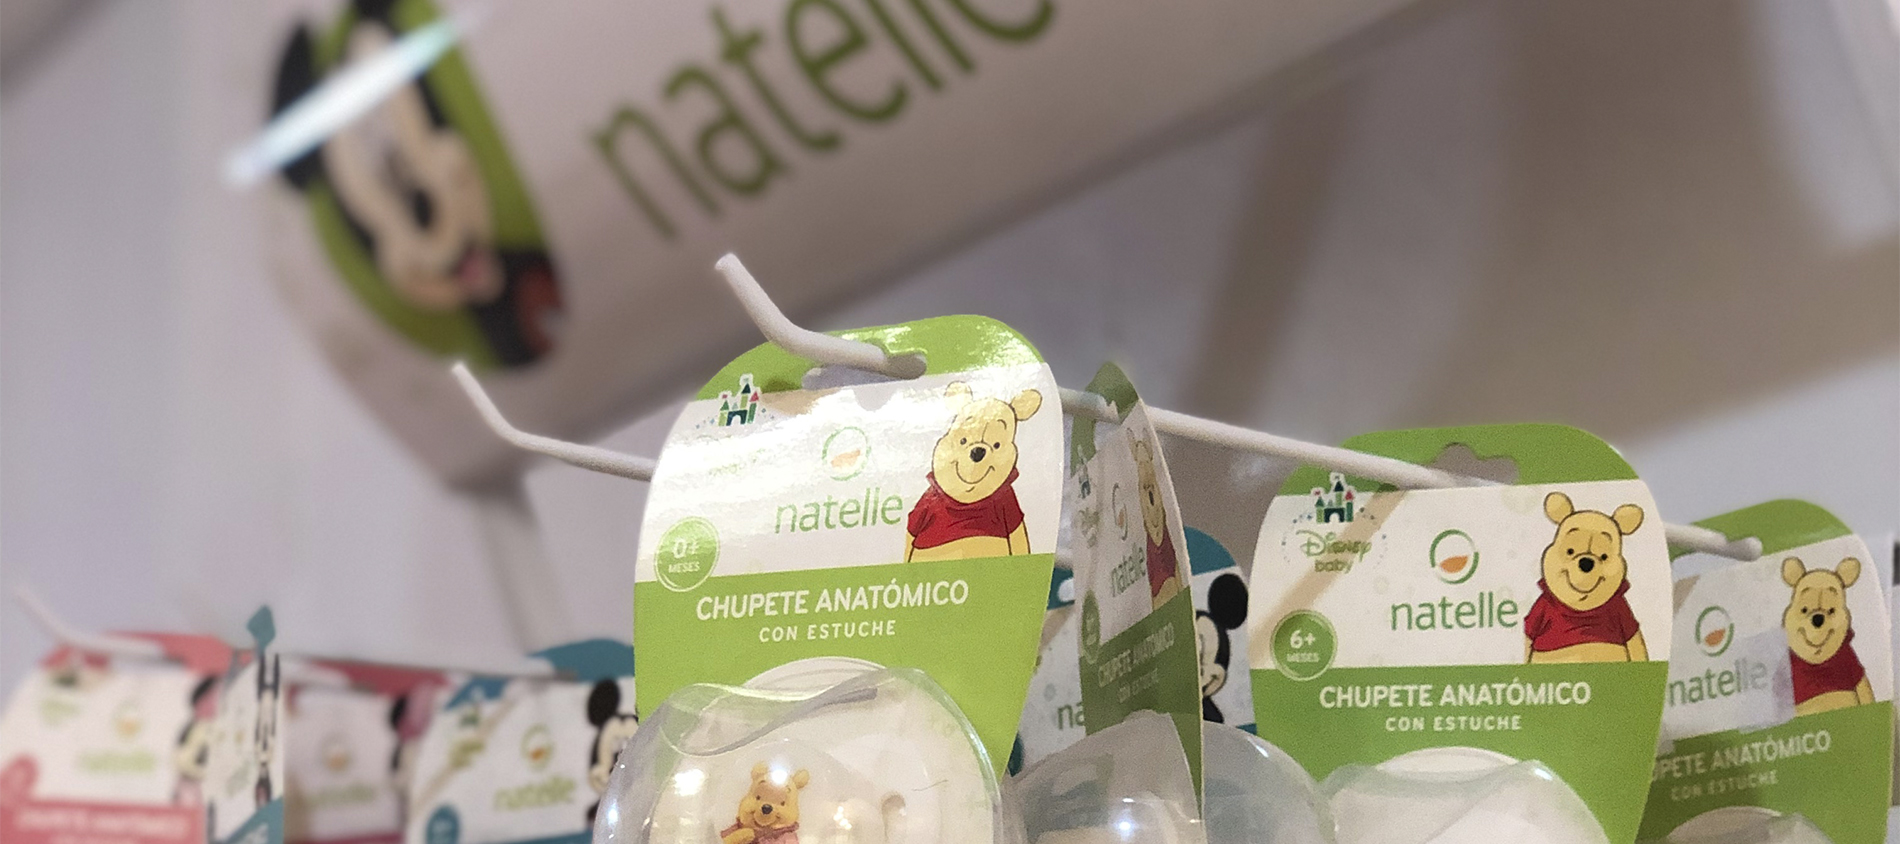 natelle
natelle
0+
MESES
CHUPETE ANATÓMICO
CON ESTUCHE
natelle
CHUPETE ANATÓMICO
CON ESTUCHE
Disney
baby
natelle
6+
MESES
CHUPETE ANATÓMICO
CON ESTUCHE
natelle
CHUPETE ANATÓMICO
CON ESTUCHE
natelle
natelle